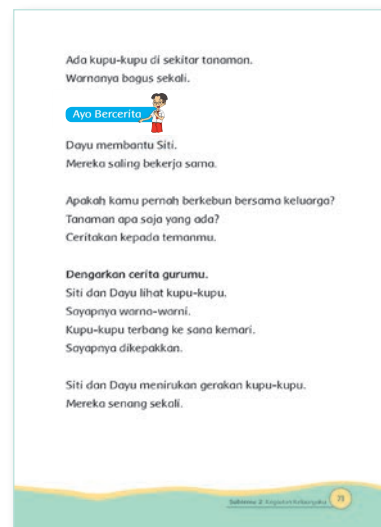 Ada kupu-kupu di sekitar tanaman.
Warnanya bagus sekali.
Ayo Bercerita
Dayu membantu Siti.
Mereka saling bekerja sama.
Apakah kamu pernah berkebun bersama keluarga?
Tanaman apa saja yang ada?
Ceritakan kepada temanmu.
Dengarkan cerita gurumu.
Siti dan Dayu lihat kupu-kupu.
Sayapnya warna-warni.
Kupu-kupu terbang ke sana kemari.
Sayapnya dikepakkan.
Siti dan Dayu menirukan gerakan kupu-kupu.
Mereka senang sekali.
Subtema 2: